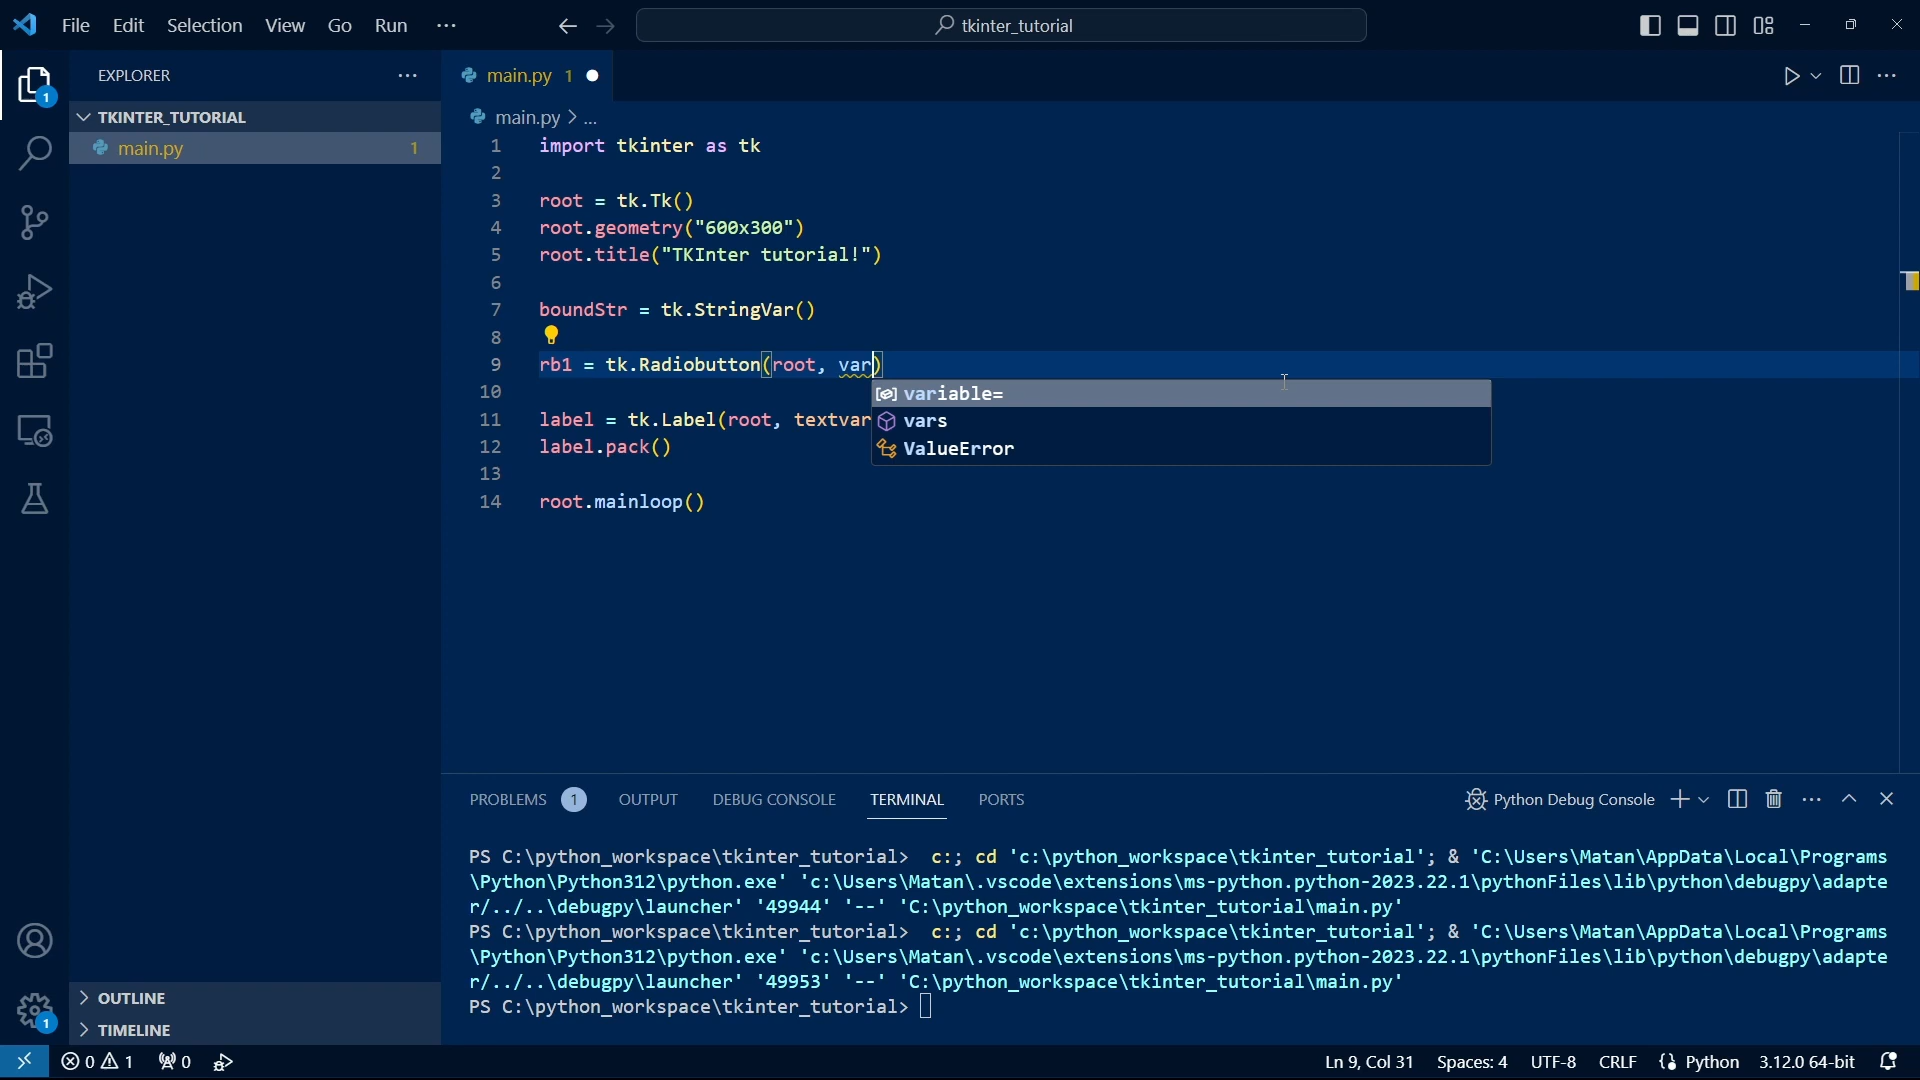 File Edit Selection View Go Run ···
tkinter_tutorial
EXPLORER
TKINTER_TUTORIAL
main.py 1
main.py 1
main.py > ...
1 import tkinter as tk
2
3 root = tk.Tk()
4 root.geometry("600x300")
5 root.title("TKInter tutorial!")
6
7 boundStr = tk.StringVar()
8
9 rb1 = tk.Radiobutton(root, var)
10
variable=
vars
ValueError
11 label = tk.Label(root, textvar
12 label.pack()
13
14 root.mainloop()
PROBLEMS 1 OUTPUT DEBUG CONSOLE TERMINAL PORTS
Python Debug Console
PS C:\python_workspace\tkinter_tutorial> c:; cd 'c:\python_workspace\tkinter_tutorial'; & 'C:\Users\Matan\AppData\Local\Programs
\Python\Python312\python.exe' 'c:\Users\Matan\.vscode\extensions\ms-python.python-2023.22.1\pythonFiles\lib\python\debugpy\adapte
r/../..\debugpy\launcher' '49944' '--' 'C:\python_workspace\tkinter_tutorial\main.py'
PS C:\python_workspace\tkinter_tutorial> c:; cd 'c:\python_workspace\tkinter_tutorial'; & 'C:\Users\Matan\AppData\Local\Programs
\Python\Python312\python.exe' 'c:\Users\Matan\.vscode\extensions\ms-python.python-2023.22.1\pythonFiles\lib\python\debugpy\adapte
r/../..\debugpy\launcher' '49953' '--' 'C:\python_workspace\tkinter_tutorial\main.py'
PS C:\python_workspace\tkinter_tutorial>
1
1
OUTLINE
TIMELINE
0 1 0
Ln 9, Col 31 Spaces: 4 UTF-8 CRLF Python 3.12.0 64-bit